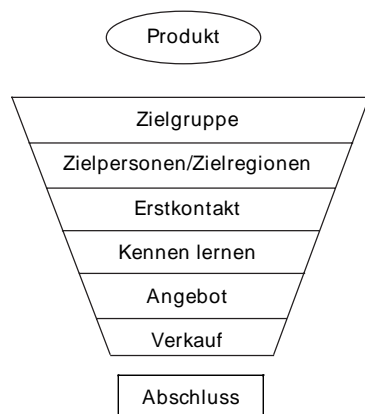 Produkt
Zielgruppe
Zielpersonen/Zielregionen
Erstkontakt
Kennen lernen
Angebot
Verkauf
Abschluss